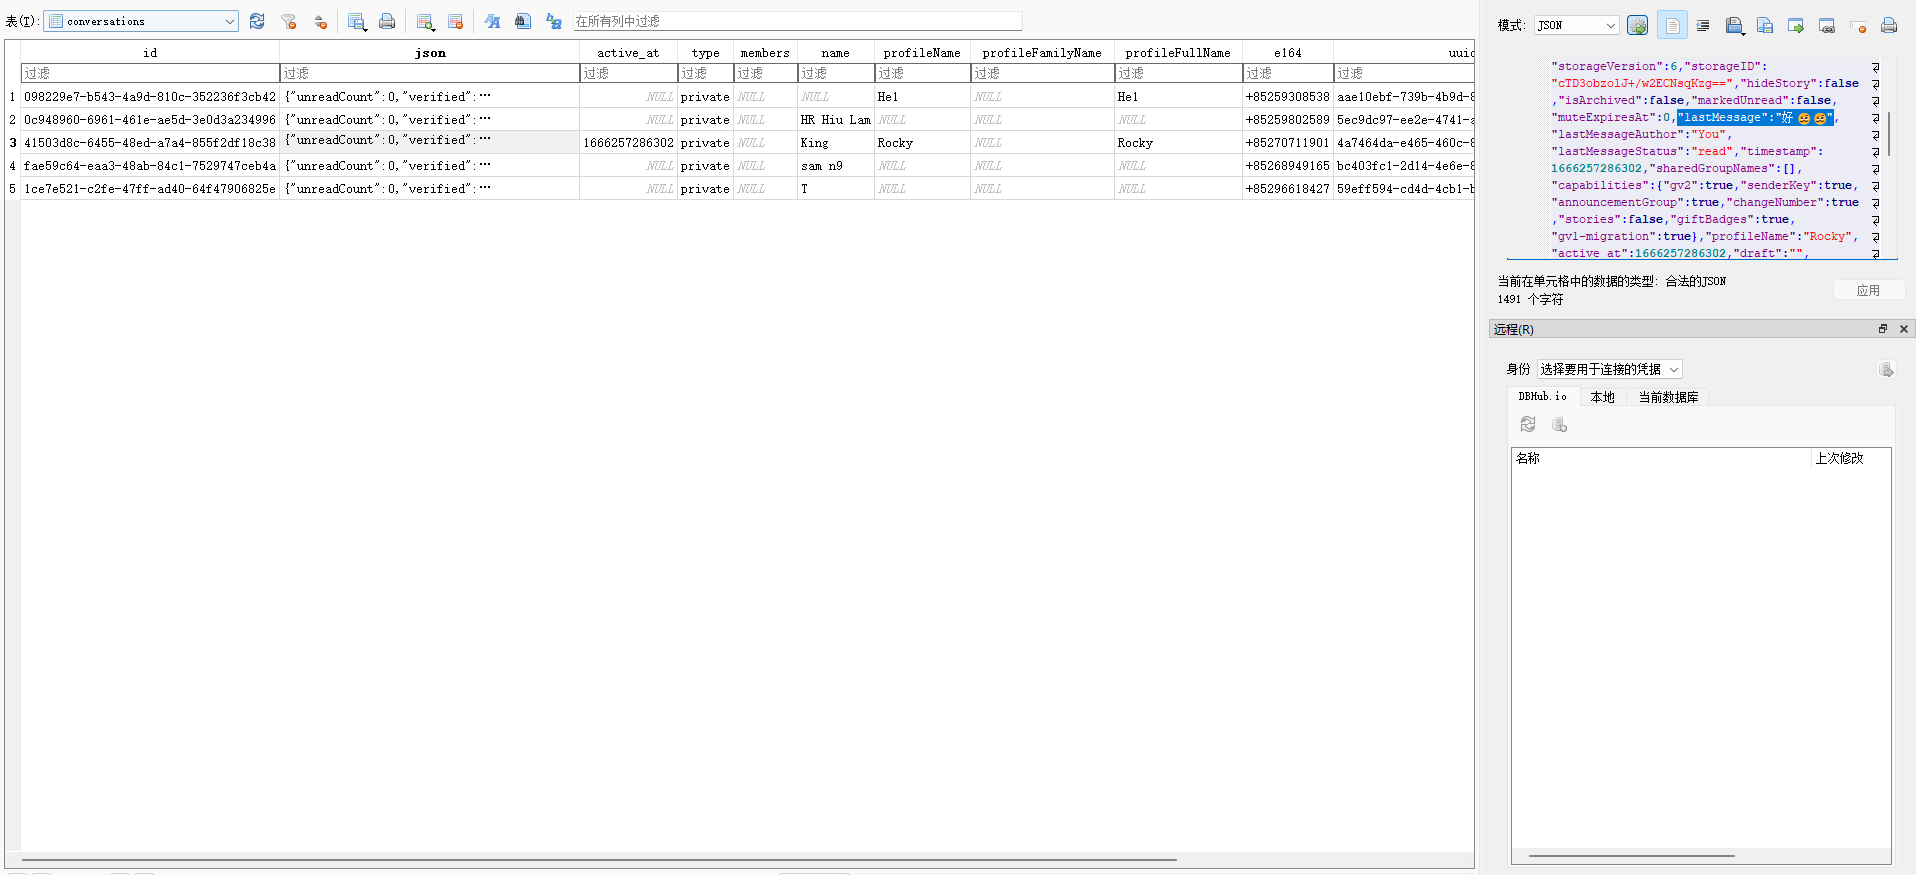 表(T): conversations 在所有列中过滤
id json active_at type members name profileName profileFamilyName profileFullName e164 uuid
过滤 过滤 过滤 过滤 过滤 过滤 过滤 过滤 过滤 过滤 过滤
1 098229e7-b543-4a9d-810c-352236f3cb42 {"unreadCount":0,"verified":… NULL private NULL NULL Hel NULL Hel +85259308538 aae10ebf-739b-4b9d-8
2 0c948960-6961-461e-ae5d-3e0d3a234996 {"unreadCount":0,"verified":… NULL private NULL HR Hiu Lam NULL NULL NULL +85259802589 5ec9dc97-ee2e-4741-a
3 41503d8c-6455-48ed-a7a4-855f2df18c38 {"unreadCount":0,"verified":… 1666257286302 private NULL King Rocky NULL Rocky +85270711901 4a7464da-e465-460c-8
4 fae59c64-eaa3-48ab-84c1-7529747ceb4a {"unreadCount":0,"verified":… NULL private NULL sam n9 NULL NULL NULL +85268949165 bc403fc1-2d14-4e6e-8
5 1ce7e521-c2fe-47ff-ad40-64f47906825e {"unreadCount":0,"verified":… NULL private NULL T NULL NULL NULL +85296618427 59eff594-cd4d-4cb1-b
模式: JSON
"storageVersion":6,"storageID":
"cTD3obzolJ+/w2ECNsqKzg==","hideStory":false
,"isArchived":false,"markedUnread":false,
"muteExpiresAt":0,"lastMessage":"好",
"lastMessageAuthor":"You",
"lastMessageStatus":"read","timestamp":
1666257286302,"sharedGroupNames":[],
"capabilities":{"gv2":true,"senderKey":true,
"announcementGroup":true,"changeNumber":true
,"stories":false,"giftBadges":true,
"gv1-migration":true},"profileName":"Rocky",
"active_at":1666257286302,"draft":"",
当前在单元格中的数据的类型: 合法的JSON
1491 个字符
应用
远程(R)
身份 选择要用于连接的凭据
DBHub.io 本地 当前数据库
名称 上次修改